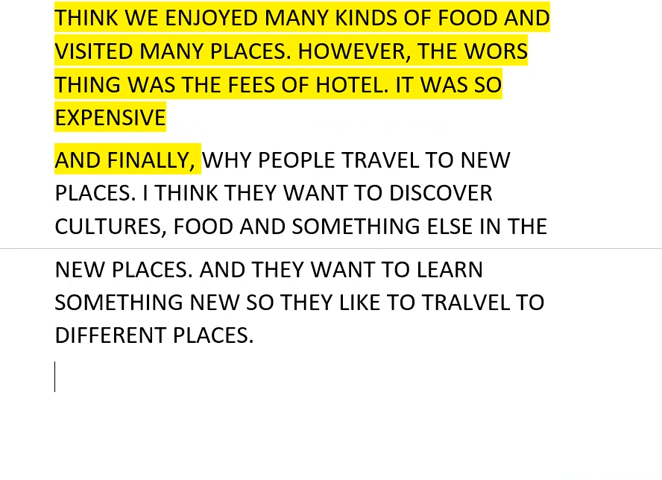 THINK WE ENJOYED MANY KINDS OF FOOD AND
VISITED MANY PLACES. HOWEVER, THE WORS
THING WAS THE FEES OF HOTEL. IT WAS SO
EXPENSIVE
AND FINALLY, WHY PEOPLE TRAVEL TO NEW
PLACES. I THINK THEY WANT TO DISCOVER
CULTURES, FOOD AND SOMETHING ELSE IN THE
NEW PLACES. AND THEY WANT TO LEARN
SOMETHING NEW SO THEY LIKE TO TRALVEL TO
DIFFERENT PLACES.